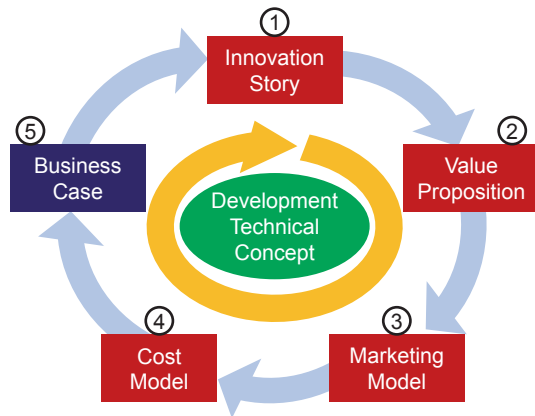 1
Innovation
Story
2
Value
Proposition
3
Marketing
Model
4
Cost
Model
5
Business
Case
Development
Technical
Concept